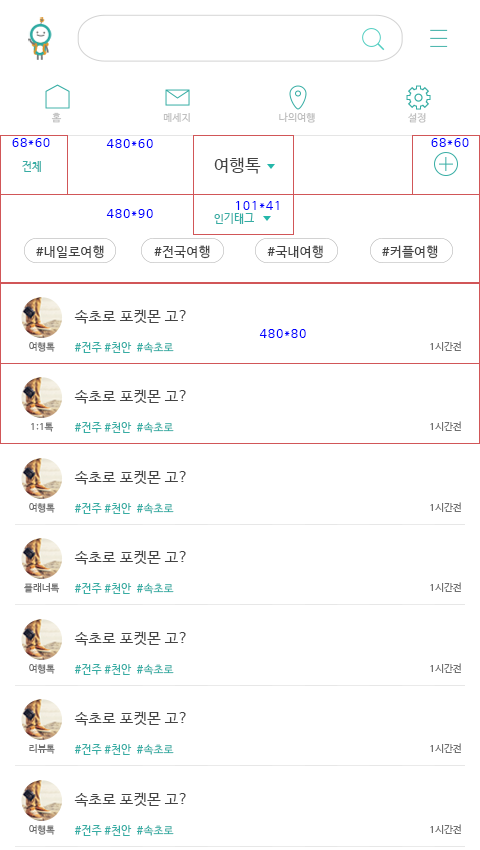 홈 메세지 나의여행 설정
68*60 480*60 68*60
전체 여행톡
480*90 101*41
인기태그
#내일로여행 #전국여행 #국내여행 #커플여행
속초로 포켓몬 고?
480*80
여행톡 #전주 #천안 #속초로 1시간전
속초로 포켓몬 고?
1:1톡 #전주 #천안 #속초로 1시간전
속초로 포켓몬 고?
여행톡 #전주 #천안 #속초로 1시간전
속초로 포켓몬 고?
플래너톡 #전주 #천안 #속초로 1시간전
속초로 포켓몬 고?
여행톡 #전주 #천안 #속초로 1시간전
속초로 포켓몬 고?
리뷰톡 #전주 #천안 #속초로 1시간전
속초로 포켓몬 고?
여행톡 #전주 #천안 #속초로 1시간전